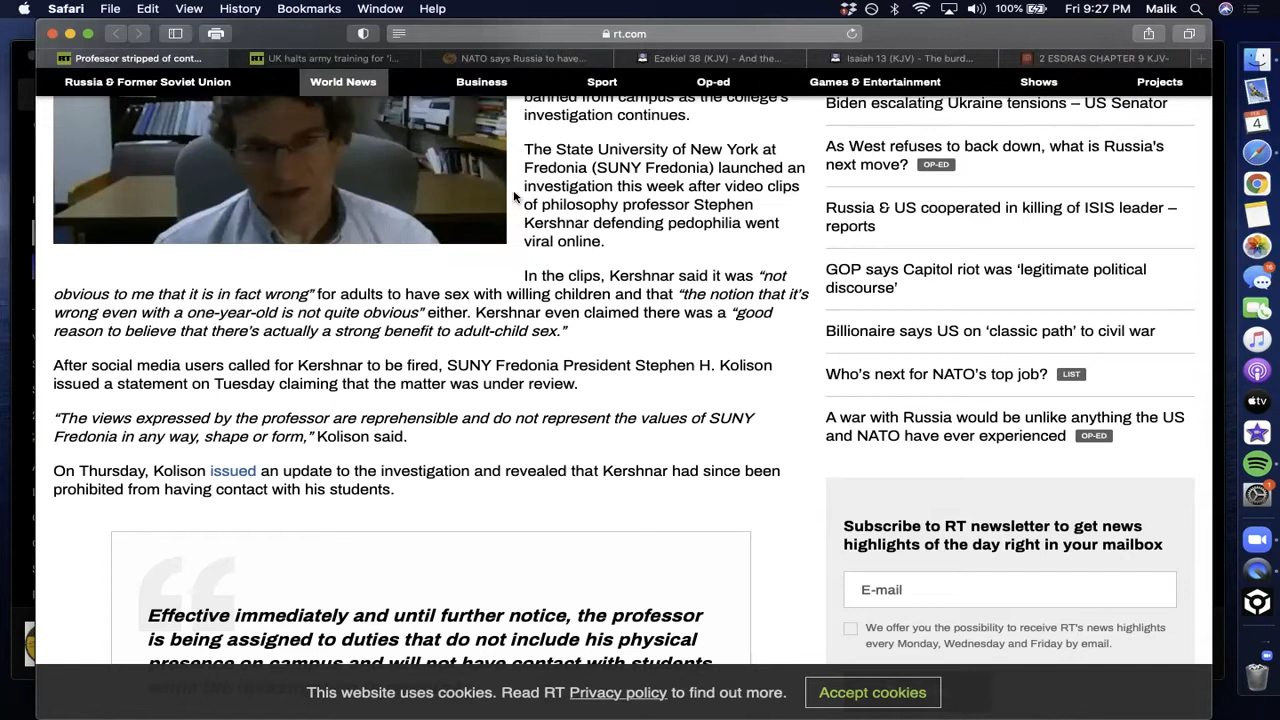 Safari File Edit View History Bookmarks Window Help 100% Fri 9:27 PM Malik
rt.com
RT Professor stripped of cont...
RT UK halts army training for 'i...
NATO says Russia to have...
Ezekiel 38 (KJV) - And the...
Isaiah 13 (KJV) - The burd...
2 ESDRAS CHAPTER 9 KJV-
Russia & Former Soviet Union World News Business Sport Op-ed Games & Entertainment Shows Projects
banned from campus as the college's
investigation continues.
The State University of New York at
Fredonia (SUNY Fredonia) launched an
investigation this week after video clips
of philosophy professor Stephen
Kershnar defending pedophilia went
viral online.
In the clips, Kershnar said it was “not
obvious to me that it is in fact wrong” for adults to have sex with willing children and that “the notion that it’s
wrong even with a one-year-old is not quite obvious” either. Kershnar even claimed there was a “good
reason to believe that there’s actually a strong benefit to adult-child sex.”
After social media users called for Kershnar to be fired, SUNY Fredonia President Stephen H. Kolison
issued a statement on Tuesday claiming that the matter was under review.
“The views expressed by the professor are reprehensible and do not represent the values of SUNY
Fredonia in any way, shape or form,” Kolison said.
On Thursday, Kolison issued an update to the investigation and revealed that Kershnar had since been
prohibited from having contact with his students.
Effective immediately and until further notice, the professor
is being assigned to duties that do not include his physical
presence on campus and will not have contact with students
Biden escalating Ukraine tensions – US Senator
As West refuses to back down, what is Russia's
next move? OP-ED
Russia & US cooperated in killing of ISIS leader –
reports
GOP says Capitol riot was ‘legitimate political
discourse’
Billionaire says US on ‘classic path’ to civil war
Who’s next for NATO’s top job? LIST
A war with Russia would be unlike anything the US
and NATO have ever experienced OP-ED
Subscribe to RT newsletter to get news
highlights of the day right in your mailbox
E-mail
We offer you the possibility to receive RT's news highlights
every Monday, Wednesday and Friday by email.
This website uses cookies. Read RT Privacy policy to find out more. Accept cookies
FEB
4
16
tv
1